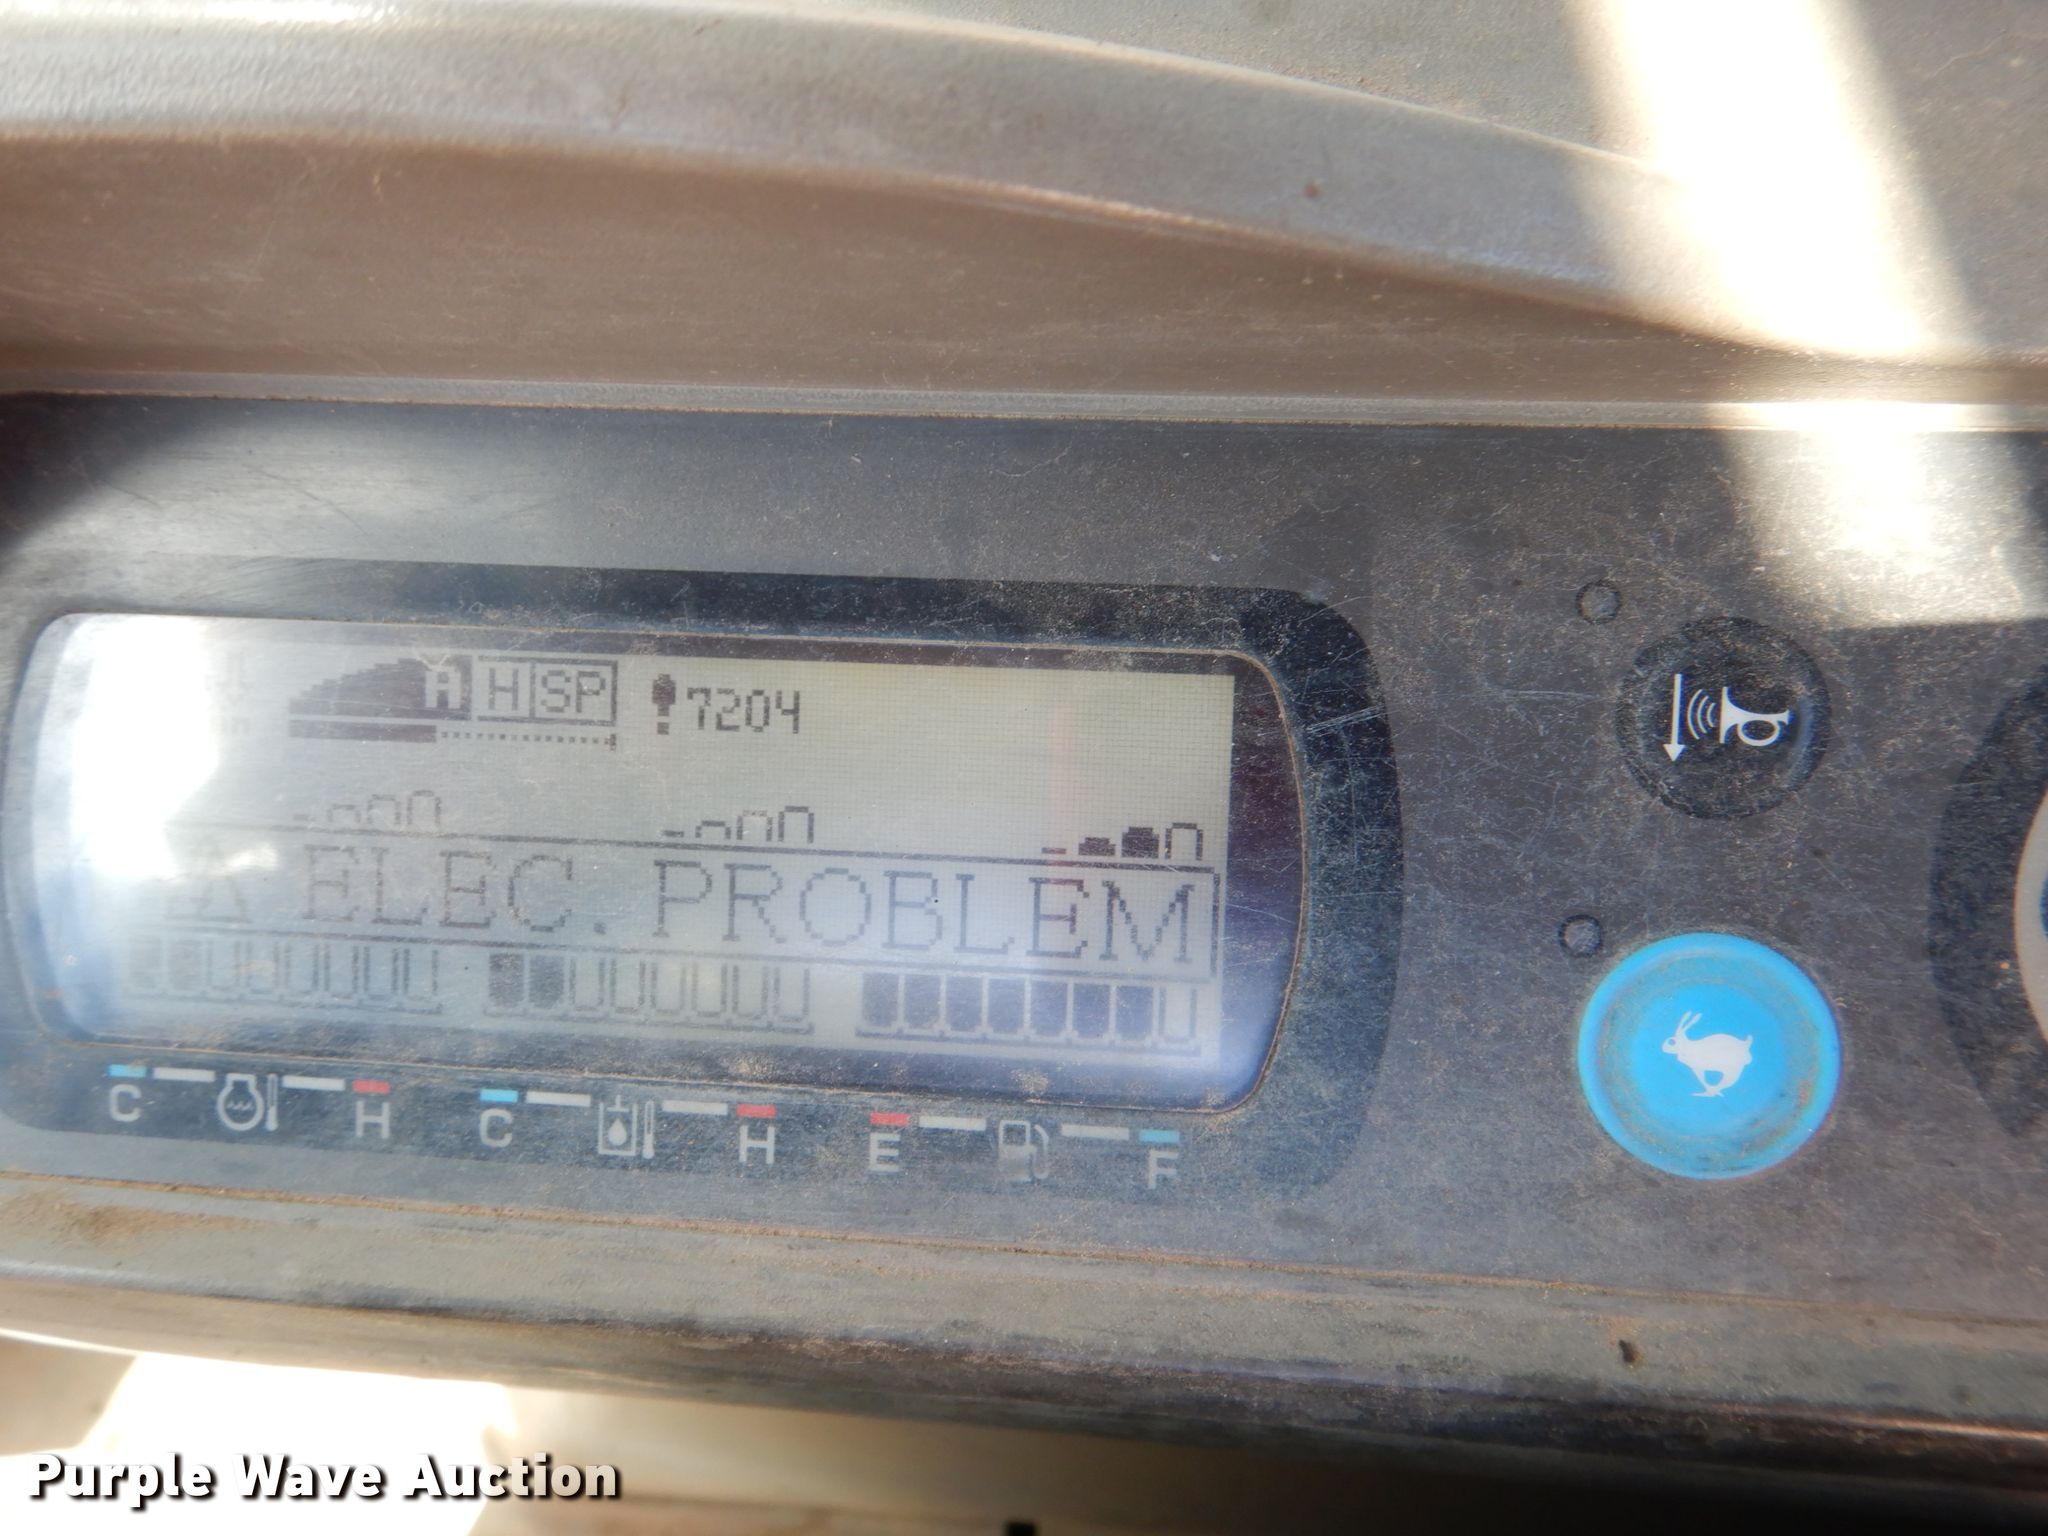 A H SP 7204
ELEC. PROBLEM
C H C H E F
Purple Wave Auction